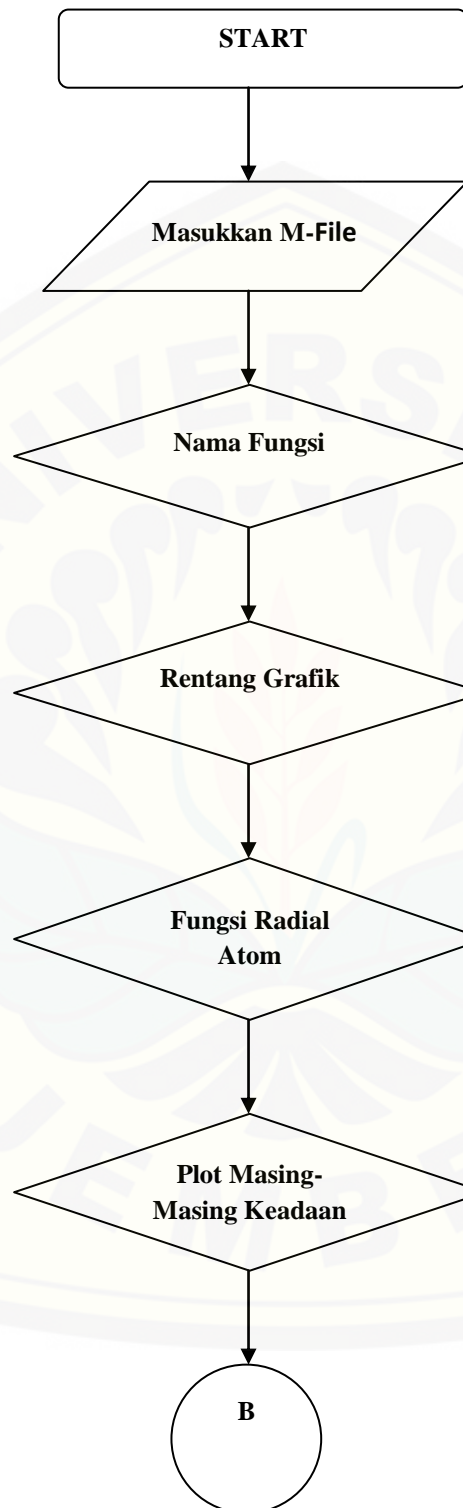 START
Masukkan M-File
Nama Fungsi
Rentang Grafik
Fungsi Radial
Atom
Plot Masing-
Masing Keadaan
B